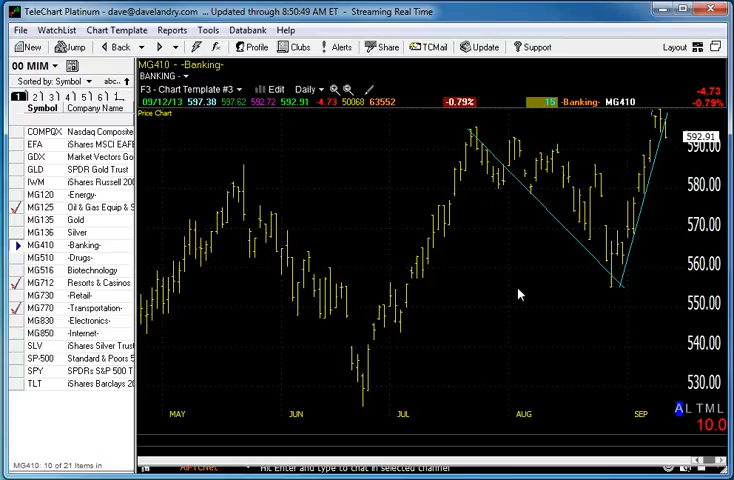 TeleChart Platinum - dave@davelandry.com ... Updated through 8:50:49 AM ET - Streaming Real Time
File WatchList Chart Template Blocks Reports Tools Databank Help
New Jump Back Profile Clubs Alerts Share TCMail Update Support Layout
00 MIM
Sorted by: Symbol abc..
1 2 3 4 5 6
Symbol Company Name
COMPQX Nasdaq Composite
EFA iShares MSCI EAFE
GDX Market Vectors Go
GLD SPDR Gold Trust
IWM iShares Russell 200
MG120 -Energy-
MG125 Oil & Gas Equip & S
MG135 Gold
MG136 Silver
MG410 -Banking-
MG510 -Drugs-
MG516 Biotechnology
MG712 Resorts & Casinos
MG730 -Retail-
MG770 -Transportation-
MG830 -Electronics-
MG850 -Internet-
SLV iShares Silver Trus
SP-500 Standard & Poors 5
SPY SPDRs S&P 500 T
TLT iShares Barclays 20
MG410: 10 of 21 Items in
MG410 - -Banking-
BANKING -
F3 - Chart Template #3 Edit Daily
09/12/13 597.38 597.62 592.72 592.91 -4.73 50068 63552 -0.79% 15 -Banking- MG410
-4.73
-0.79%
Price Chart
592.91
590.00
580.00
570.00
560.00
550.00
540.00
530.00
MAY JUN JUL AUG SEP
A L T M L
10.0
Hit Enter and type to chat in selected channel